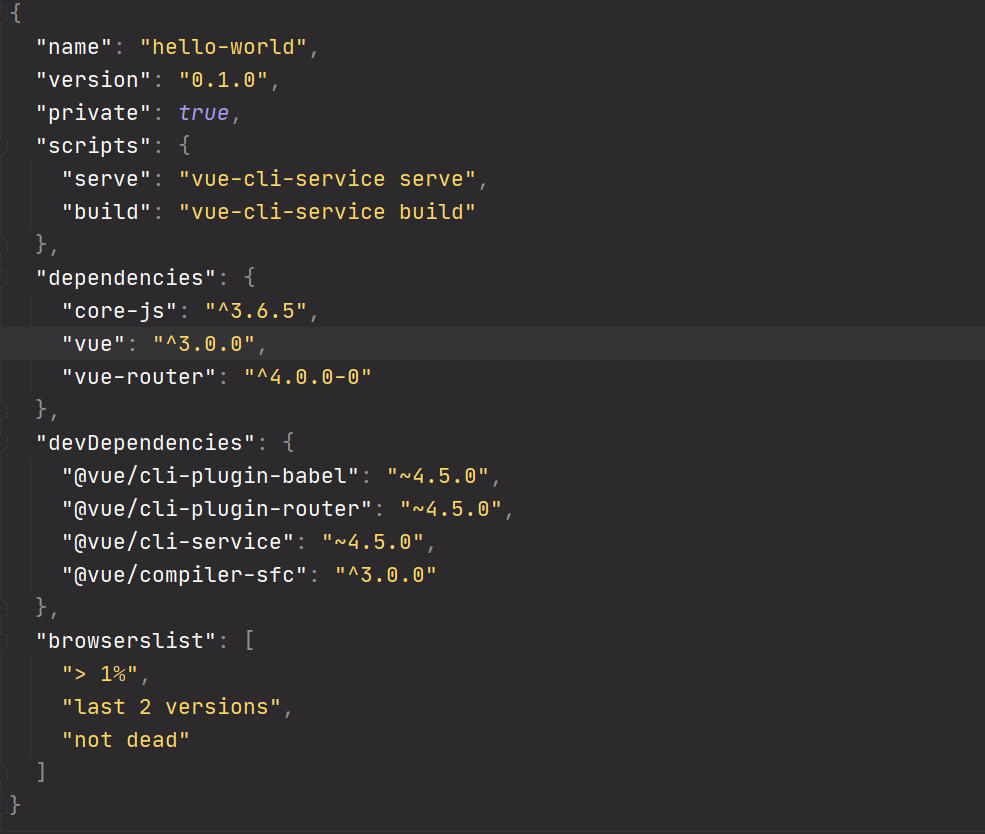 {
  "name": "hello-world",
  "version": "0.1.0",
  "private": true,
  "scripts": {
    "serve": "vue-cli-service serve",
    "build": "vue-cli-service build"
  },
  "dependencies": {
    "core-js": "^3.6.5",
    "vue": "^3.0.0",
    "vue-router": "^4.0.0-0"
  },
  "devDependencies": {
    "@vue/cli-plugin-babel": "~4.5.0",
    "@vue/cli-plugin-router": "~4.5.0",
    "@vue/cli-service": "~4.5.0",
    "@vue/compiler-sfc": "^3.0.0"
  },
  "browserslist": [
    "> 1%",
    "last 2 versions",
    "not dead"
  ]
}